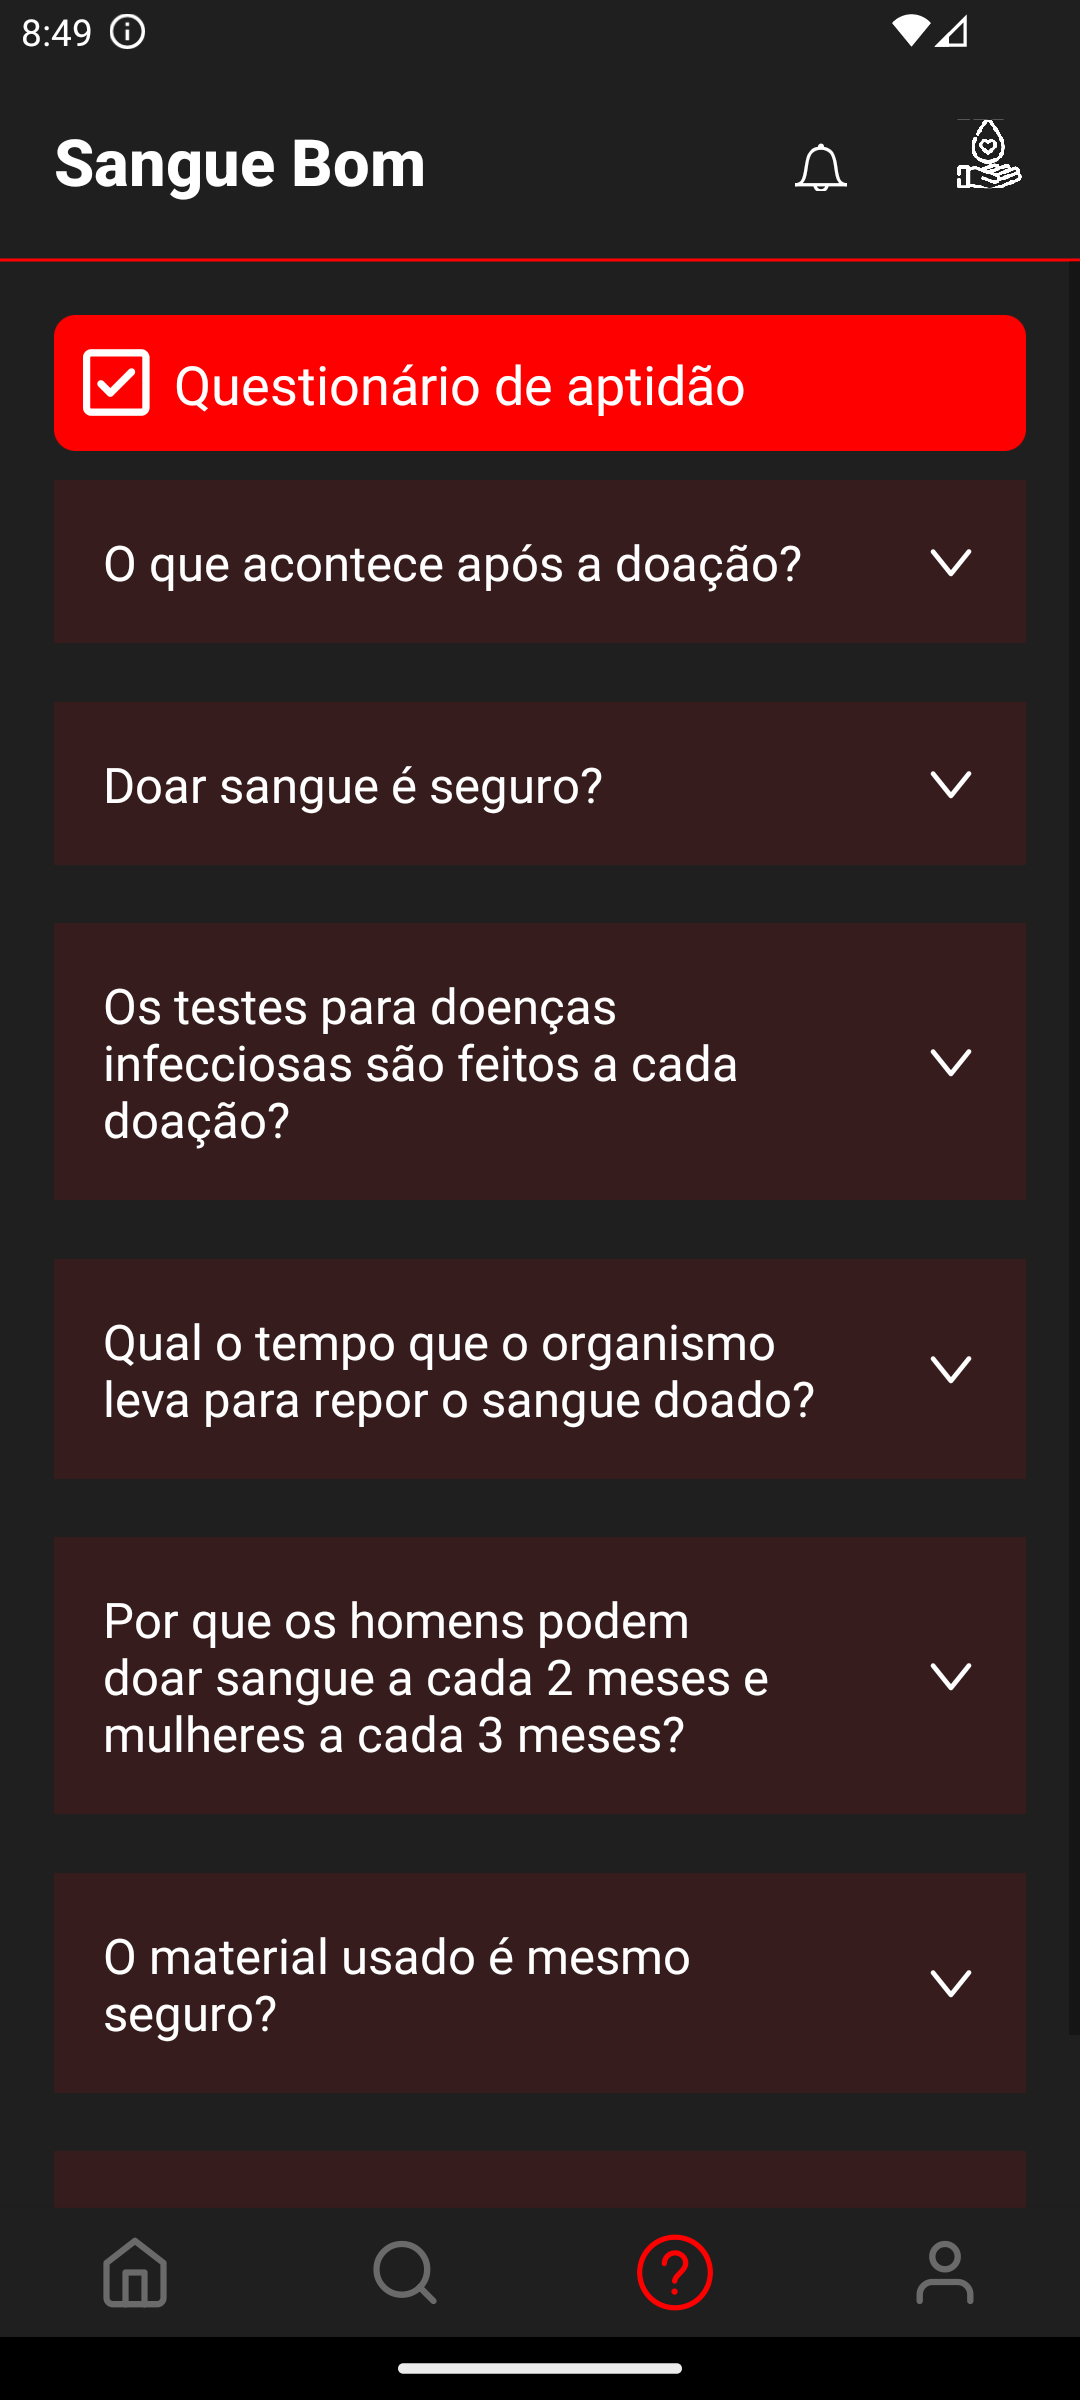 8:49
Sangue Bom
Questionário de aptidão
O que acontece após a doação?
Doar sangue é seguro?
Os testes para doenças
infecciosas são feitos a cada
doação?
Qual o tempo que o organismo
leva para repor o sangue doado?
Por que os homens podem
doar sangue a cada 2 meses e
mulheres a cada 3 meses?
O material usado é mesmo
seguro?